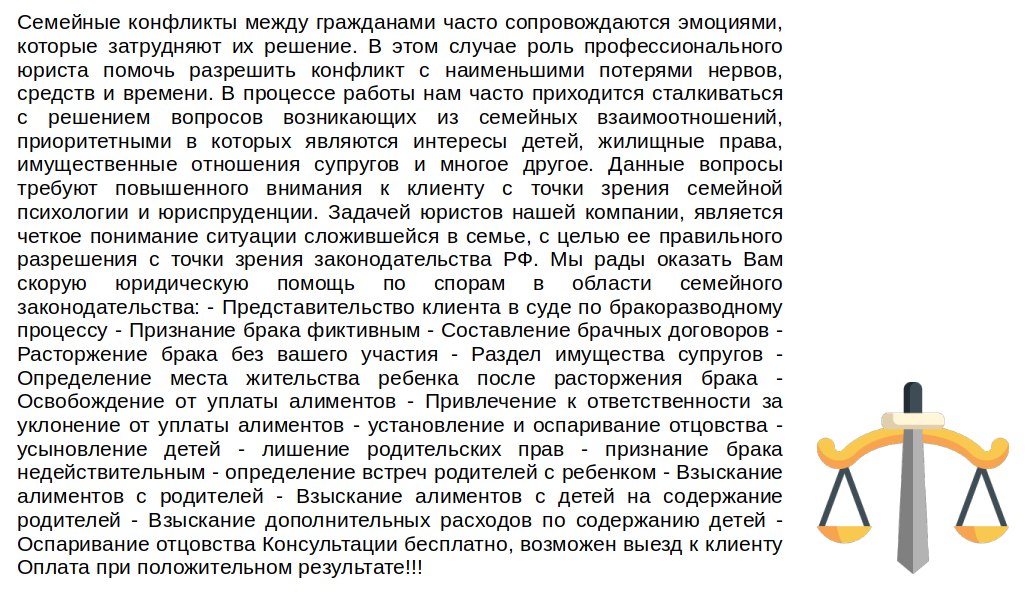 Семейные конфликты между гражданами часто сопровождаются эмоциями,
которые затрудняют их решение. В этом случае роль профессионального
юриста помочь разрешить конфликт с наименьшими потерями нервов,
средств и времени. В процессе работы нам часто приходится сталкиваться
с решением вопросов возникающих из семейных взаимоотношений,
приоритетными в которых являются интересы детей, жилищные права,
имущественные отношения супругов и многое другое. Данные вопросы
требуют повышенного внимания к клиенту с точки зрения семейной
психологии и юриспруденции. Задачей юристов нашей компании, является
четкое понимание ситуации сложившейся в семье, с целью ее правильного
разрешения с точки зрения законодательства РФ. Мы рады оказать Вам
скорую юридическую помощь по спорам в области семейного
законодательства: - Представительство клиента в суде по бракоразводному
процессу - Признание брака фиктивным - Составление брачных договоров -
Расторжение брака без вашего участия - Раздел имущества супругов -
Определение места жительства ребенка после расторжения брака -
Освобождение от уплаты алиментов - Привлечение к ответственности за
уклонение от уплаты алиментов - установление и оспаривание отцовства -
усыновление детей - лишение родительских прав - признание брака
недействительным - определение встреч родителей с ребенком - Взыскание
алиментов с родителей - Взыскание алиментов с детей на содержание
родителей - Взыскание дополнительных расходов по содержанию детей -
Оспаривание отцовства Консультации бесплатно, возможен выезд к клиенту
Оплата при положительном результате!!!